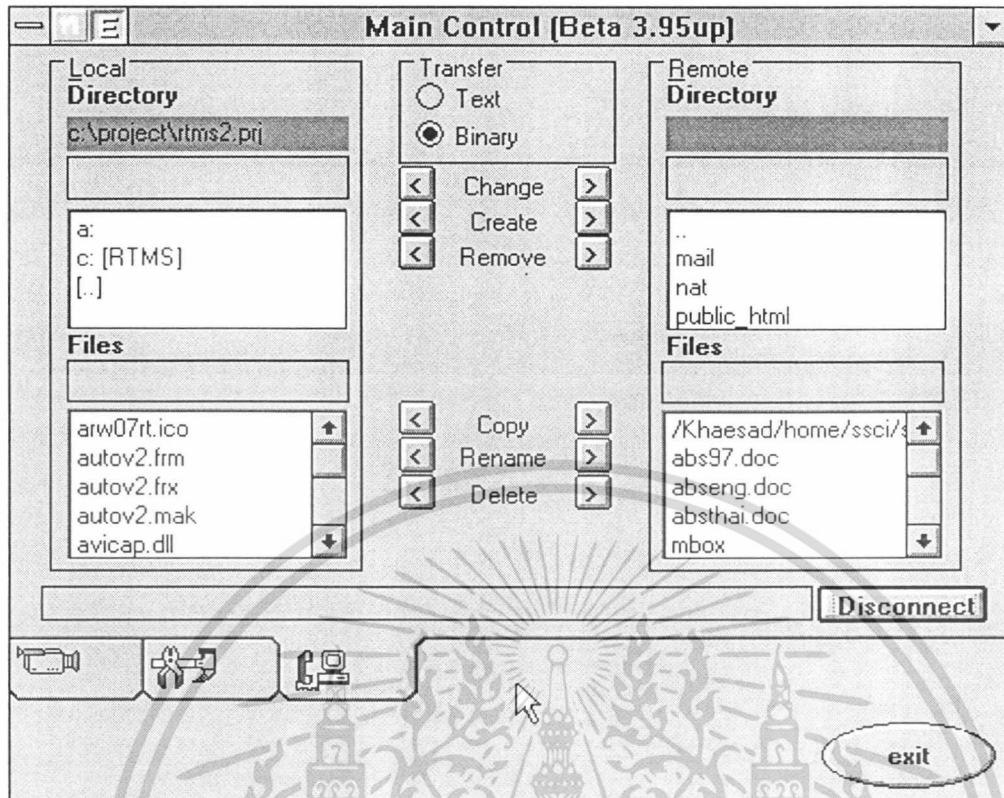 Main Control (Beta 3.95up)
Local
Directory
c:\project\rtms2.prj
a:
c: [RTMS]
[..]
Files
arw07rt.ico
autov2.frm
autov2.frx
autov2.mak
avicap.dll
Transfer
Text
Binary
< Change >
< Create >
< Remove >
< Copy >
< Rename >
< Delete >
Remote
Directory
..
mail
nat
public_html
Files
/Khaesad/home/ssci/s
abs97.doc
abseng.doc
absthai.doc
mbox
Disconnect
exit